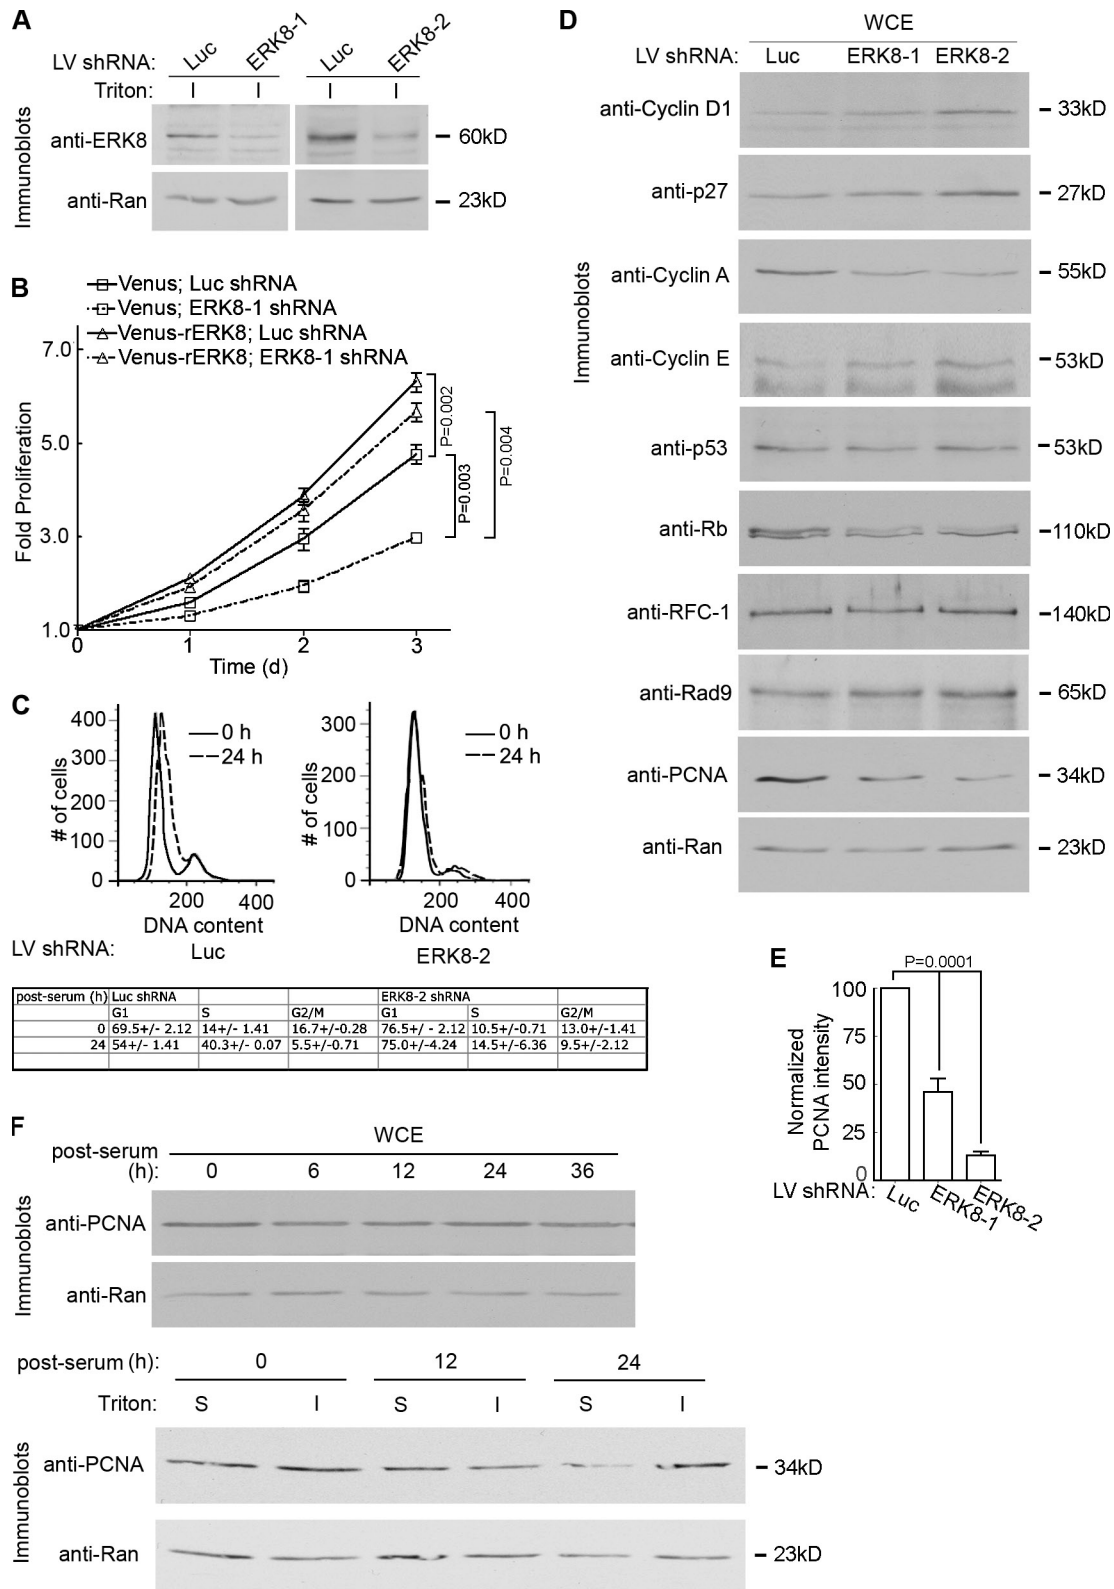 A
LV shRNA: Luc ERK8-1 Luc ERK8-2
Triton: I I I I
Immunoblots
anti-ERK8 – 60kD
anti-Ran – 23kD
B
Venus; Luc shRNA
Venus; ERK8-1 shRNA
Venus-rERK8; Luc shRNA
Venus-rERK8; ERK8-1 shRNA
Fold Proliferation
7.0
5.0
3.0
1.0
0 1 2 3
Time (d)
P=0.002
P=0.003
P=0.004
C
# of cells
400
300
200
100
0
200 400
DNA content
0 h
24 h
# of cells
300
200
100
0
200 400
DNA content
0 h
24 h
LV shRNA: Luc ERK8-2
post-serum (h) Luc shRNA ERK8-2 shRNA
G1 S G2/M G1 S G2/M
0 69.5+/- 2.12 14+/- 1.41 16.7+/-0.28 76.5+/ - 2.12 10.5+/-0.71 13.0+/-1.41
24 54+/- 1.41 40.3+/- 0.07 5.5+/-0.71 75.0+/-4.24 14.5+/-6.36 9.5+/-2.12
D
WCE
LV shRNA: Luc ERK8-1 ERK8-2
Immunoblots
anti-Cyclin D1 – 33kD
anti-p27 – 27kD
anti-Cyclin A – 55kD
anti-Cyclin E – 53kD
anti-p53 – 53kD
anti-Rb – 110kD
anti-RFC-1 – 140kD
anti-Rad9 – 65kD
anti-PCNA – 34kD
anti-Ran – 23kD
E
P=0.0001
Normalized
PCNA intensity
100
75
50
25
0
LV shRNA: Luc ERK8-1 ERK8-2
F
WCE
post-serum
(h): 0 6 12 24 36
Immunoblots
anti-PCNA
anti-Ran
post-serum (h): 0 12 24
Triton: S I S I S I
Immunoblots
anti-PCNA – 34kD
anti-Ran – 23kD